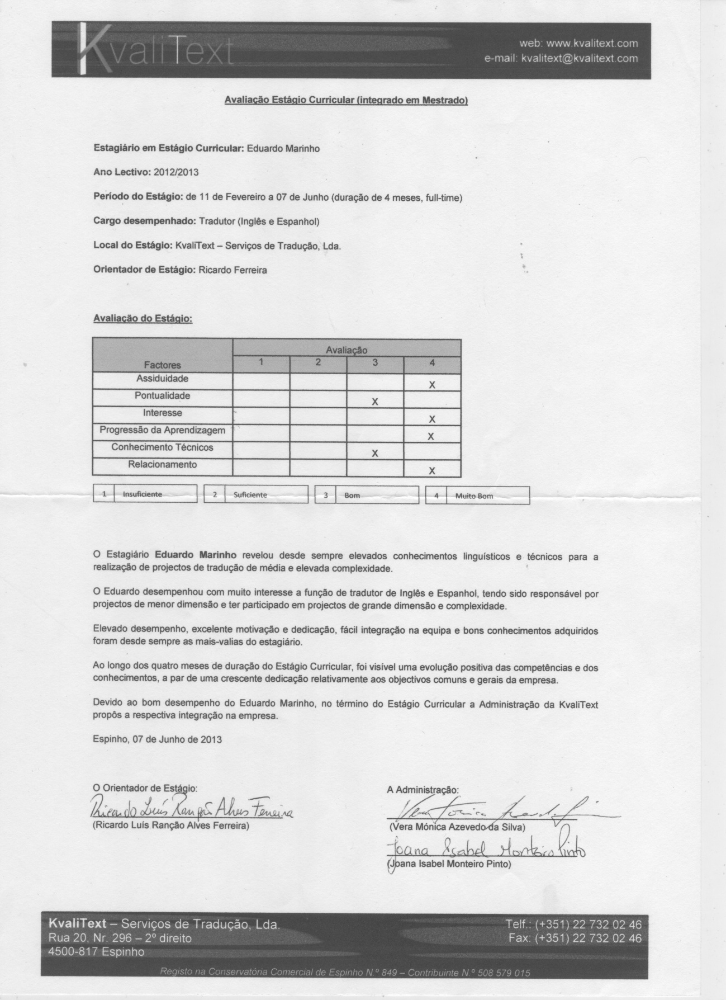 KvaliText
web: www.kvalitext.com
e-mail: kvalitext@kvalitext.com
Avaliação Estágio Curricular (integrado em Mestrado)
Estagiário em Estágio Curricular: Eduardo Marinho
Ano Lectivo: 2012/2013
Período do Estágio: de 11 de Fevereiro a 07 de Junho (duração de 4 meses, full-time)
Cargo desempenhado: Tradutor (Inglês e Espanhol)
Local do Estágio: KvaliText – Serviços de Tradução, Lda.
Orientador de Estágio: Ricardo Ferreira
Avaliação do Estágio:
Factores Avaliação
1 2 3 4
Assiduidade X
Pontualidade X
Interesse X
Progressão da Aprendizagem X
Conhecimento Técnicos X
Relacionamento X
1 Insuficiente 2 Suficiente 3 Bom 4 Muito Bom
O Estagiário Eduardo Marinho revelou desde sempre elevados conhecimentos linguísticos e técnicos para a
realização de projectos de tradução de média e elevada complexidade.
O Eduardo desempenhou com muito interesse a função de tradutor de Inglês e Espanhol, tendo sido responsável por
projectos de menor dimensão e ter participado em projectos de grande dimensão e complexidade.
Elevado desempenho, excelente motivação e dedicação, fácil integração na equipa e bons conhecimentos adquiridos
foram desde sempre as mais-valias do estagiário.
Ao longo dos quatro meses de duração do Estágio Curricular, foi visível uma evolução positiva das competências e dos
conhecimentos, a par de uma crescente dedicação relativamente aos objectivos comuns e gerais da empresa.
Devido ao bom desempenho do Eduardo Marinho, no término do Estágio Curricular a Administração da KvaliText
propôs a respectiva integração na empresa.
Espinho, 07 de Junho de 2013
O Orientador de Estágio:
Ricardo Luís Ranção Alves Ferreira
(Ricardo Luís Ranção Alves Ferreira)
A Administração:
(Vera Mónica Azevedo da Silva)
Joana Isabel Monteiro Pinto
(Joana Isabel Monteiro Pinto)
KvaliText – Serviços de Tradução, Lda.
Rua 20, Nr. 296 – 2º direito
4500-817 Espinho
Telf.: (+351) 22 732 02 46
Fax: (+351) 22 732 02 46
Registo na Conservatória Comercial de Espinho N.º 849 – Contribuinte N.º 508 579 015